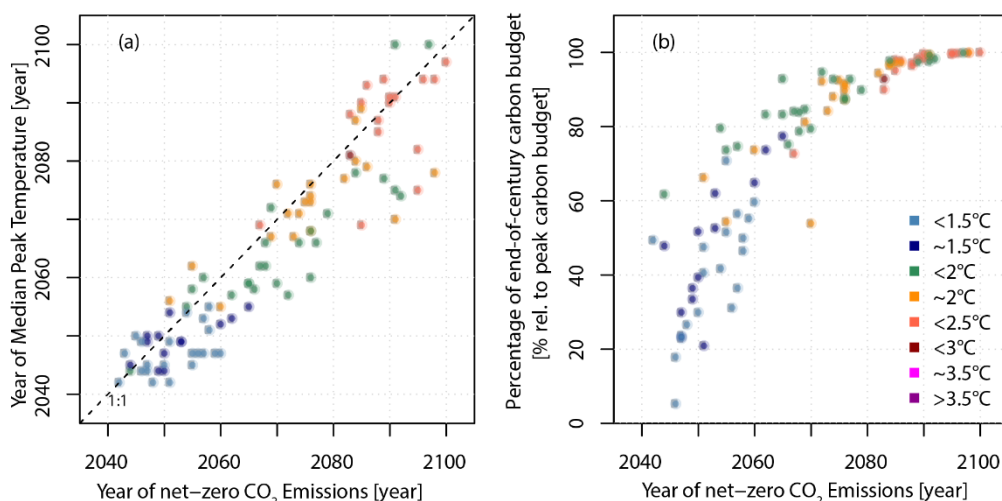 (a)
Year of Median Peak Temperature [year]
2100
2080
2060
2040
1:1
2040 2060 2080 2100
Year of net−zero CO₂ Emissions [year]
(b)
Percentage of end-of-century carbon budget
[% rel. to peak carbon budget]
100
80
60
40
20
0
<1.5°C
~1.5°C
<2°C
~2°C
<2.5°C
<3°C
~3.5°C
>3.5°C
2040 2060 2080 2100
Year of net−zero CO₂ Emissions [year]